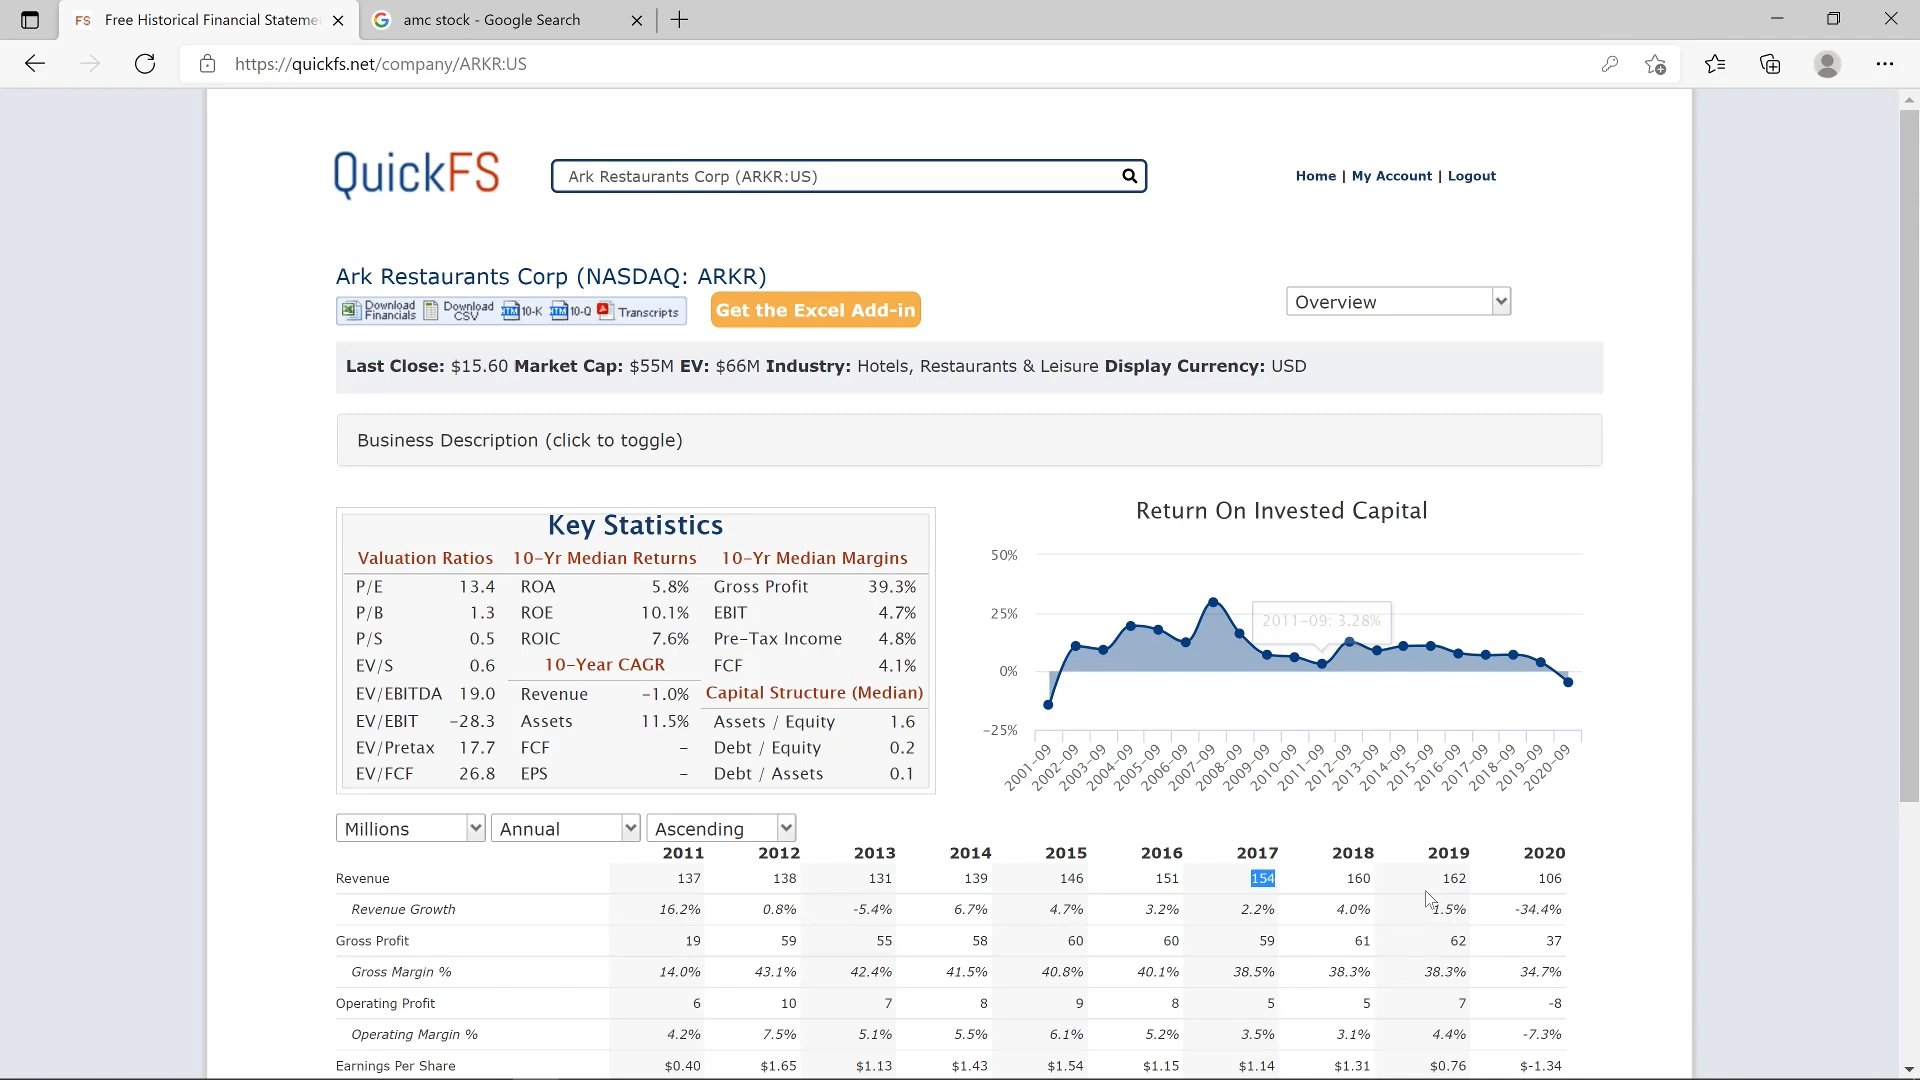 Free Historical Financial Stateme
amc stock - Google Search
https://quickfs.net/company/ARKR:US
QuickFS
Ark Restaurants Corp (ARKR:US)
Home | My Account | Logout
Ark Restaurants Corp (NASDAQ: ARKR)
Download Financials Download CSV 10-K 10-Q Transcripts
Get the Excel Add-in
Overview
Last Close: $15.60 Market Cap: $55M EV: $66M Industry: Hotels, Restaurants & Leisure Display Currency: USD
Business Description (click to toggle)
Key Statistics
Valuation Ratios 10-Yr Median Returns 10-Yr Median Margins
P/E 13.4 ROA 5.8% Gross Profit 39.3%
P/B 1.3 ROE 10.1% EBIT 4.7%
P/S 0.5 ROIC 7.6% Pre-Tax Income 4.8%
EV/S 0.6 10-Year CAGR FCF 4.1%
EV/EBITDA 19.0 Revenue -1.0% Capital Structure (Median)
EV/EBIT -28.3 Assets 11.5% Assets / Equity 1.6
EV/Pretax 17.7 FCF - Debt / Equity 0.2
EV/FCF 26.8 EPS - Debt / Assets 0.1
Return On Invested Capital
50%
25%
0%
-25%
2011-09: 3.28%
2001-09 2002-09 2003-09 2004-09 2005-09 2006-09 2007-09 2008-09 2009-09 2010-09 2011-09 2012-09 2013-09 2014-09 2015-09 2016-09 2017-09 2018-09 2019-09 2020-09
Millions Annual Ascending
2011 2012 2013 2014 2015 2016 2017 2018 2019 2020
Revenue 137 138 131 139 146 151 154 160 162 106
Revenue Growth 16.2% 0.8% -5.4% 6.7% 4.7% 3.2% 2.2% 4.0% 1.5% -34.4%
Gross Profit 19 59 55 58 60 60 59 61 62 37
Gross Margin % 14.0% 43.1% 42.4% 41.5% 40.8% 40.1% 38.5% 38.3% 38.3% 34.7%
Operating Profit 6 10 7 8 9 8 5 5 7 -8
Operating Margin % 4.2% 7.5% 5.1% 5.5% 6.1% 5.2% 3.5% 3.1% 4.4% -7.3%
Earnings Per Share $0.40 $1.65 $1.13 $1.43 $1.54 $1.15 $1.14 $1.31 $0.76 $-1.34